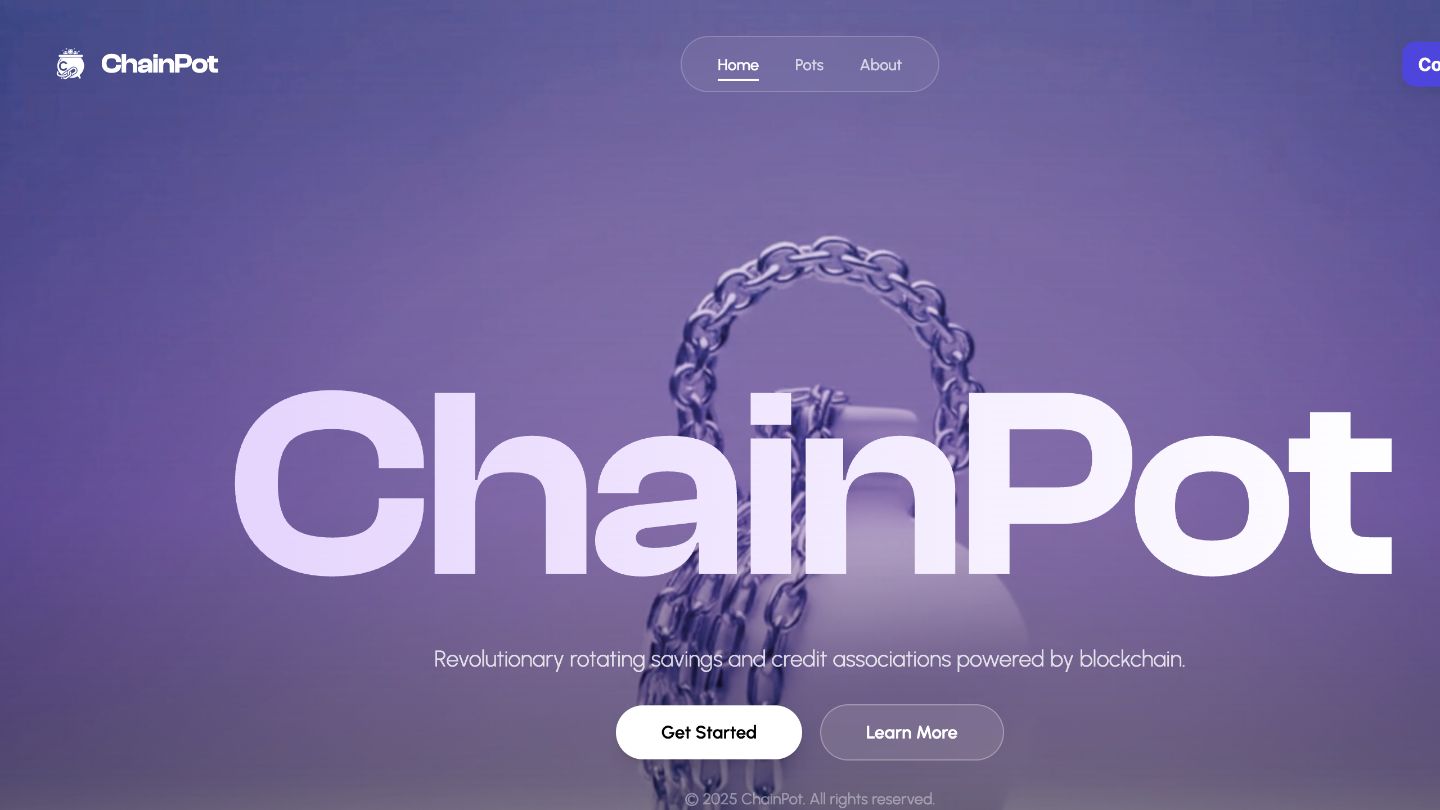 ChainPot
Home
Pots
About
Co
ChainPot
Revolutionary rotating savings and credit associations powered by blockchain.
Get Started
Learn More
© 2025 ChainPot. All rights reserved.